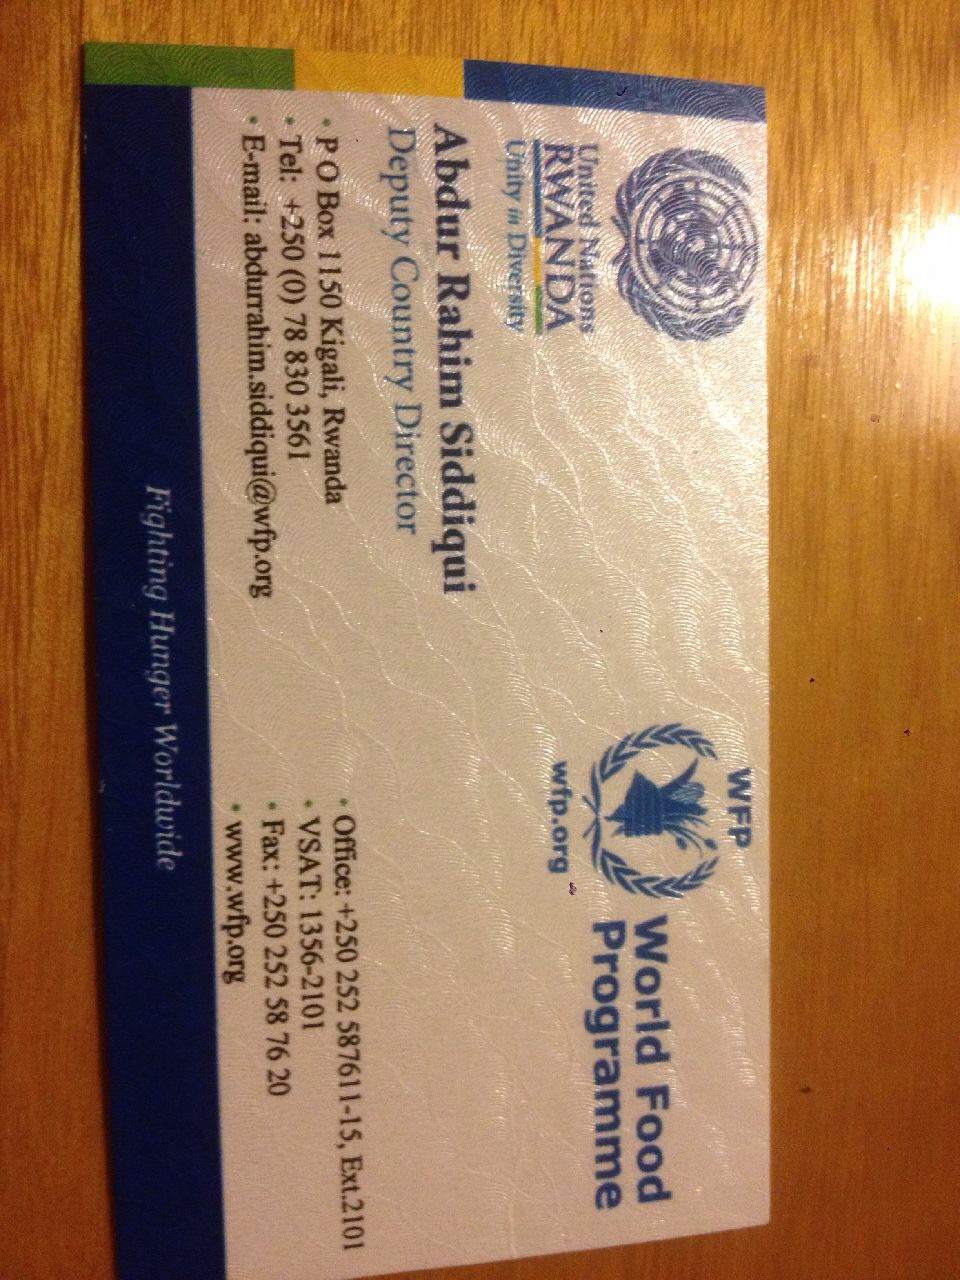 United Nations
RWANDA
Unity in Diversity
WFP
wfp.org
World Food
Programme
Abdur Rahim Siddiqui
Deputy Country Director
• P O Box 1150 Kigali, Rwanda
• Tel: +250 (0) 78 830 3561
• E-mail: abdurrahim.siddiqui@wfp.org
• Office: +250 252 587611-15, Ext.2101
• VSAT: 1356-2101
• Fax: +250 252 58 76 20
• www.wfp.org
Fighting Hunger Worldwide